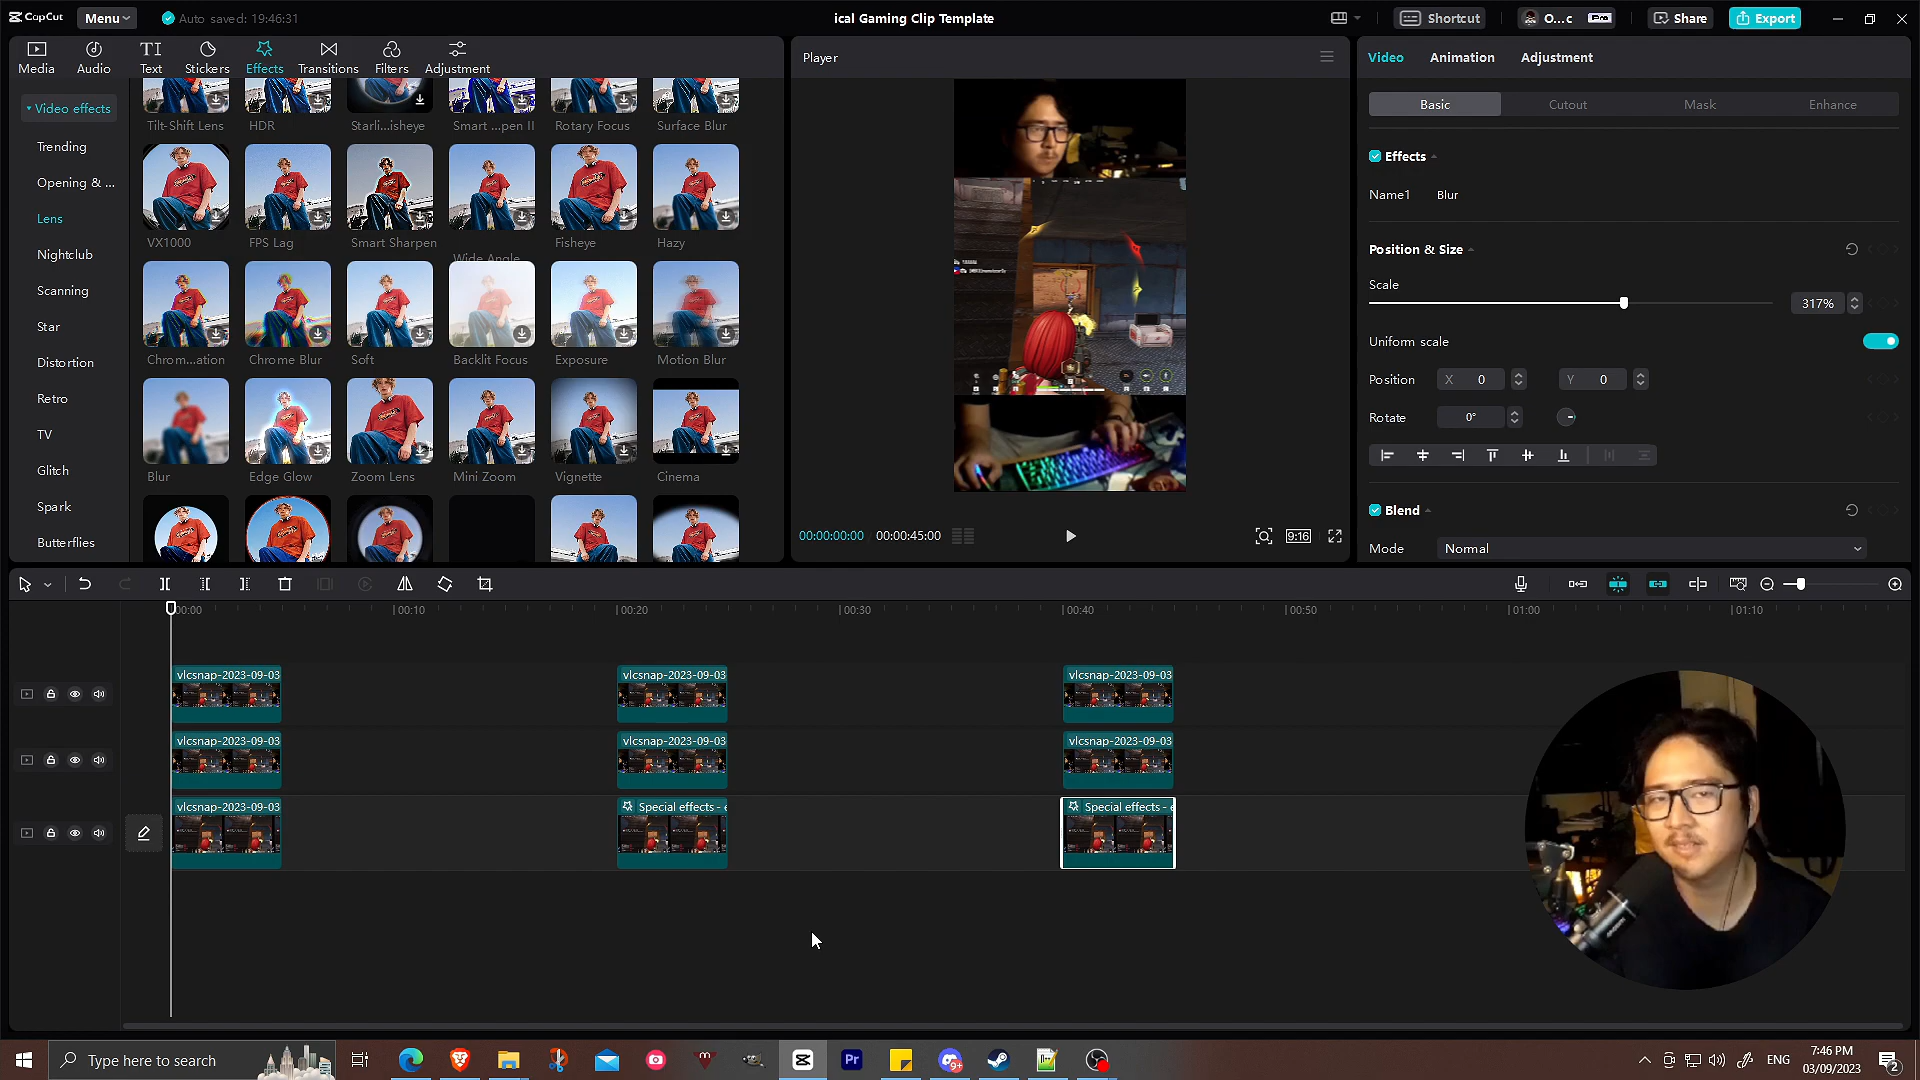 CapCut
Menu
Auto saved: 19:46:31
ical Gaming Clip Template
Shortcut
O...c
Pro
Share
Export
Media
Audio
Text
Stickers
Effects
Transitions
Filters
Adjustment
Video effects
Trending
Opening & ...
Lens
Nightclub
Scanning
Star
Distortion
Retro
TV
Glitch
Spark
Butterflies
Tilt-Shift Lens
HDR
Starli...isheye
Smart ...pen II
Rotary Focus
Surface Blur
VX1000
FPS Lag
Smart Sharpen
Wide Angle
Fisheye
Hazy
Chrom...ation
Chrome Blur
Soft
Backlit Focus
Exposure
Motion Blur
Blur
Edge Glow
Zoom Lens
Mini Zoom
Vignette
Cinema
Player
00:00:00:00
00:00:45:00
9:16
Video
Animation
Adjustment
Basic
Cutout
Mask
Enhance
Effects
Name1
Blur
Position & Size
Scale
317%
Uniform scale
Position
X 0
Y 0
Rotate
0°
Blend
Mode
Normal
00:00
00:10
00:20
00:30
00:40
00:50
01:00
01:10
vlcsnap-2023-09-03
vlcsnap-2023-09-03
vlcsnap-2023-09-03
vlcsnap-2023-09-03
vlcsnap-2023-09-03
vlcsnap-2023-09-03
vlcsnap-2023-09-03
Special effects - e
Special effects - e
Type here to search
Pr
9+
ENG
7:46 PM
03/09/2023
2